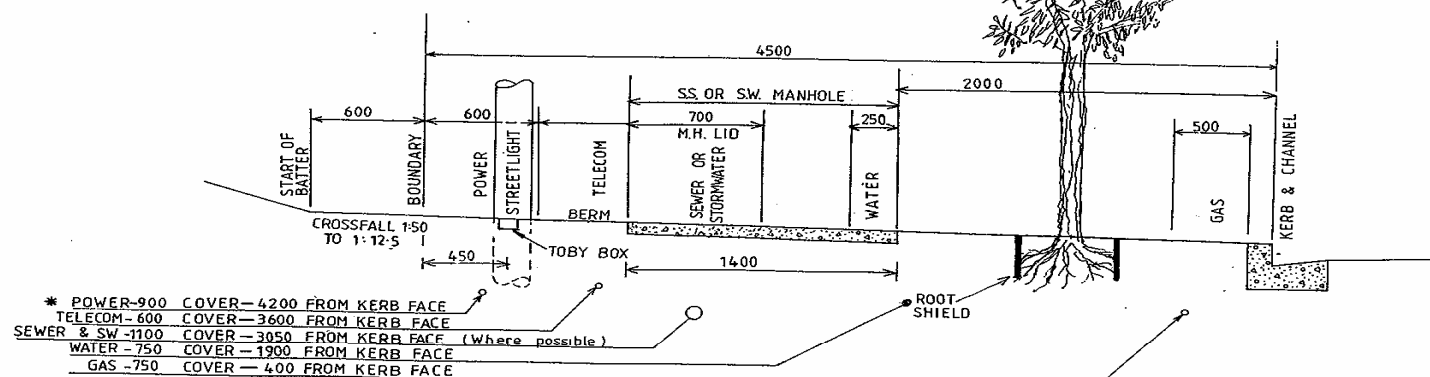 4500
2000
S.S. OR S.W. MANHOLE
600
600
700
M.H. LID
250
500
START OF
BATTER
BOUNDARY
POWER
STREETLIGHT
TELECOM
SEWER OR
STORMWATER
WATER
GAS
KERB & CHANNEL
BERM
CROSSFALL 1:50
TO 1:12·5
TOBY BOX
450
1400
ROOT
SHIELD
* POWER-900 COVER—4200 FROM KERB FACE
TELECOM-600 COVER—3600 FROM KERB FACE
SEWER & SW-1100 COVER—3050 FROM KERB FACE (Where possible)
WATER-750 COVER—1900 FROM KERB FACE
GAS-750 COVER—400 FROM KERB FACE